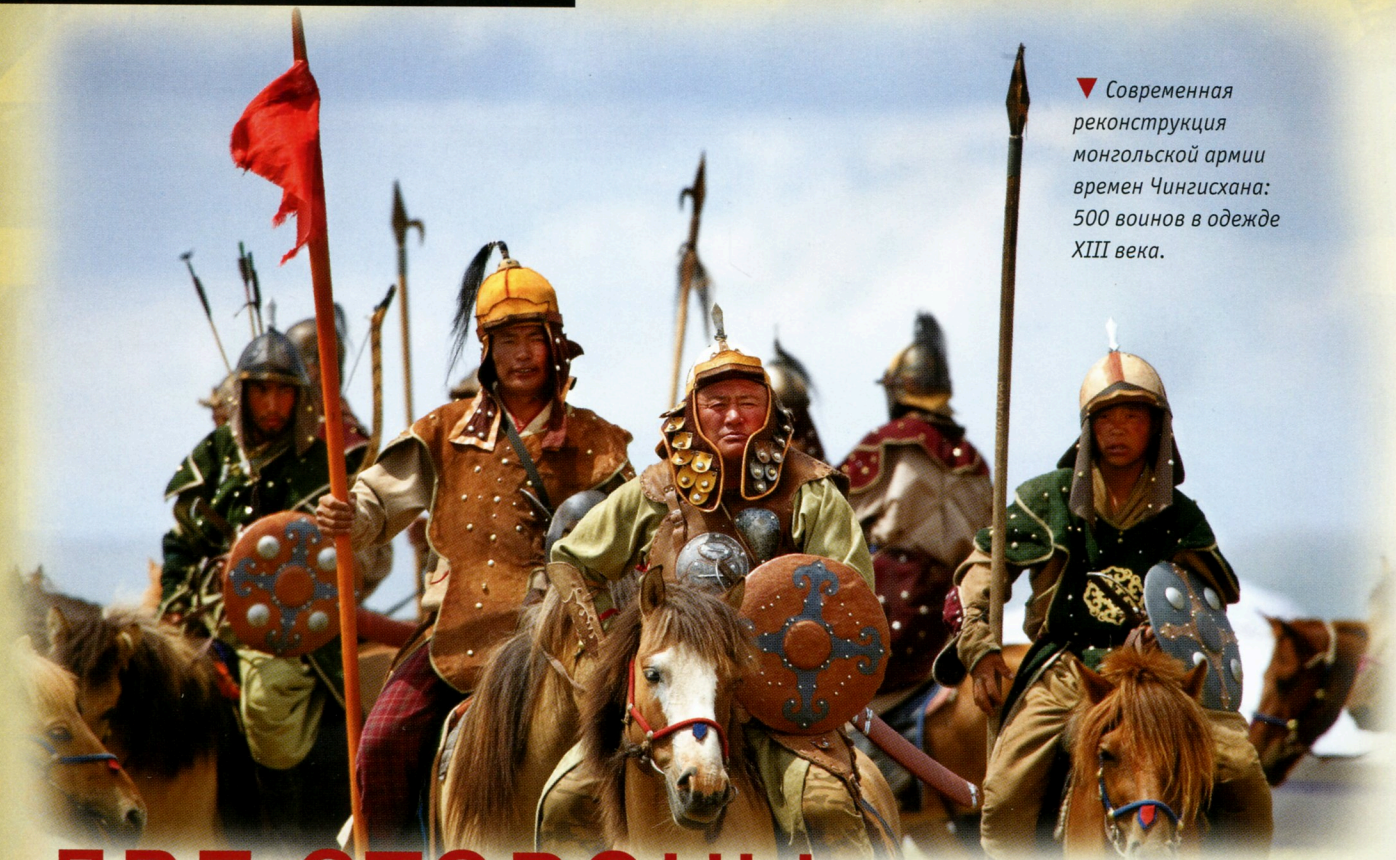 ▼ Современная
реконструкция
монгольской армии
времен Чингисхана:
500 воинов в одежде
XIII века.